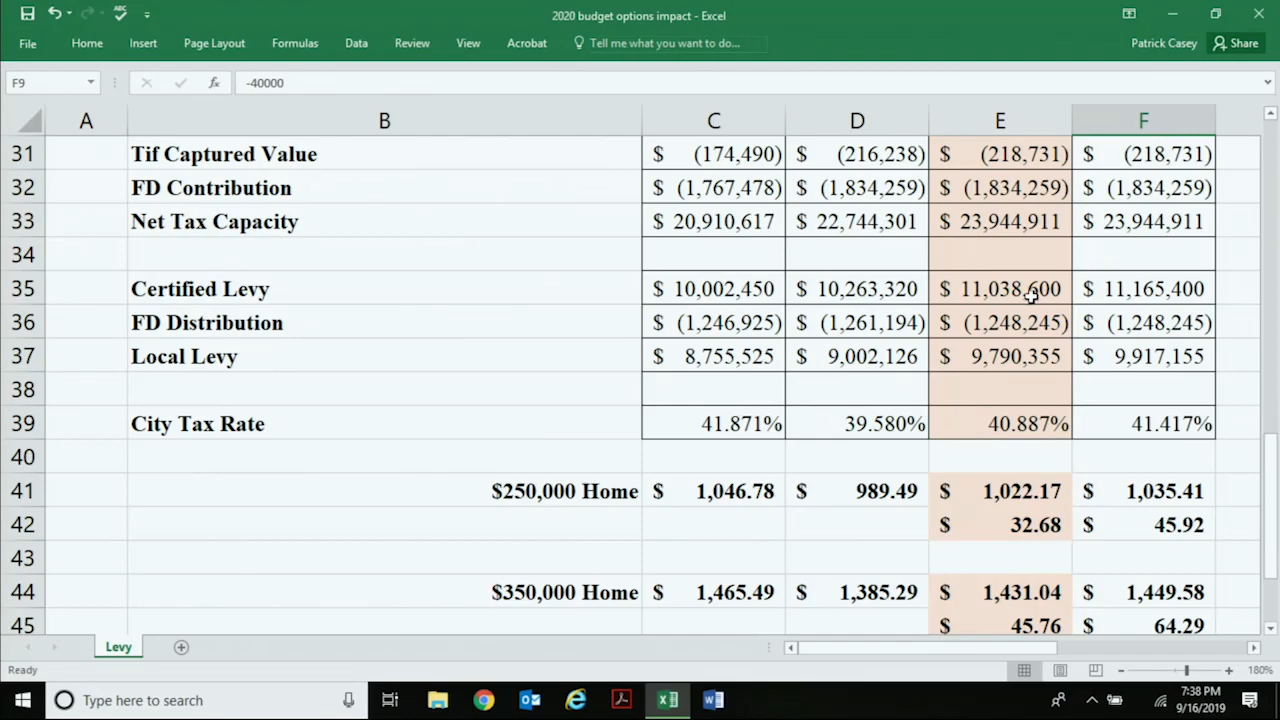 2020 budget options impact - Excel
File Home Insert Page Layout Formulas Data Review View Acrobat Tell me what you want to do... Patrick Casey Share
F9 fx -40000
A B C D E F
31 Tif Captured Value $ (174,490) $ (216,238) $ (218,731) $ (218,731)
32 FD Contribution $ (1,767,478) $ (1,834,259) $ (1,834,259) $ (1,834,259)
33 Net Tax Capacity $ 20,910,617 $ 22,744,301 $ 23,944,911 $ 23,944,911
34
35 Certified Levy $ 10,002,450 $ 10,263,320 $ 11,038,600 $ 11,165,400
36 FD Distribution $ (1,246,925) $ (1,261,194) $ (1,248,245) $ (1,248,245)
37 Local Levy $ 8,755,525 $ 9,002,126 $ 9,790,355 $ 9,917,155
38
39 City Tax Rate 41.871% 39.580% 40.887% 41.417%
40
41 $250,000 Home $ 1,046.78 $ 989.49 $ 1,022.17 $ 1,035.41
42 $ 32.68 $ 45.92
43
44 $350,000 Home $ 1,465.49 $ 1,385.29 $ 1,431.04 $ 1,449.58
45 $ 45.76 $ 64.29
Levy
Ready 180%
Type here to search 7:38 PM
9/16/2019